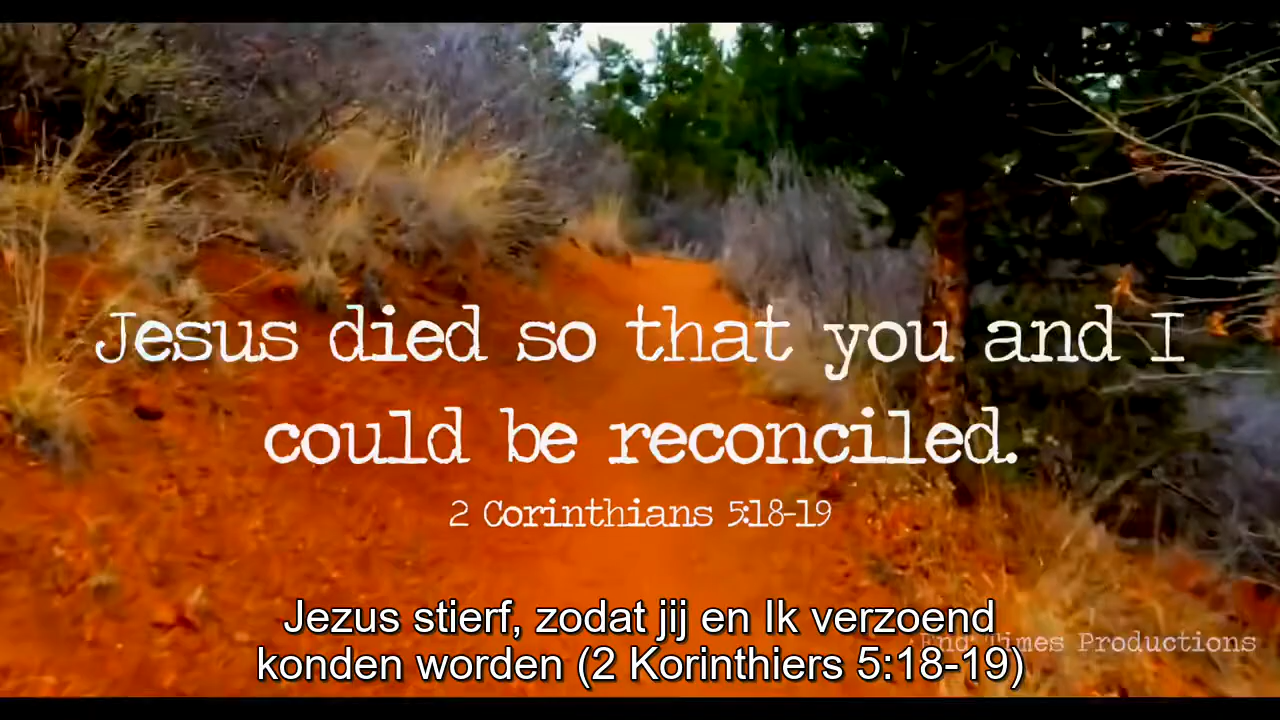 Jesus died so that you and I
could be reconciled.
2 Corinthians 5:18-19
Jezus stierf, zodat jij en Ik verzoend
End Times Productions
konden worden (2 Korinthiers 5:18-19)